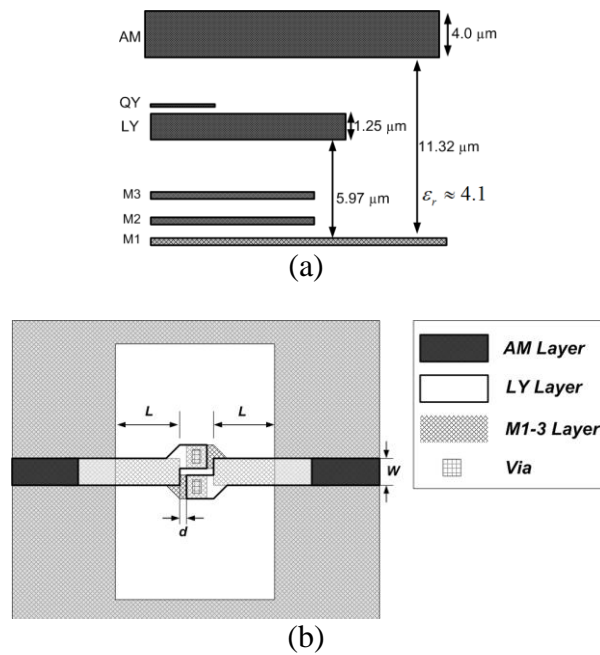 AM
4.0 μm
QY
LY
1.25 μm
11.32 μm
5.97 μm
εr ≈ 4.1
M3
M2
M1
(a)
L
L
W
d
AM Layer
LY Layer
M1-3 Layer
Via
(b)